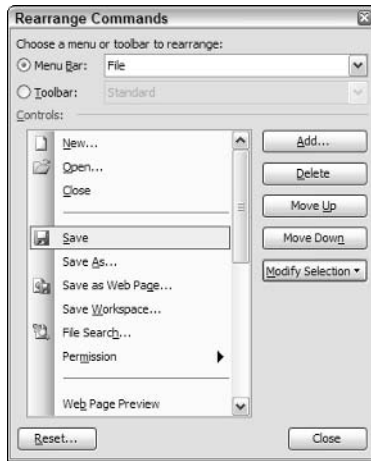 Rearrange Commands
Choose a menu or toolbar to rearrange:
Menu Bar: File
Toolbar: Standard
Controls:
New...
Open...
Close
Save
Save As...
Save as Web Page...
Save Workspace...
File Search...
Permission
Web Page Preview
Add...
Delete
Move Up
Move Down
Modify Selection
Reset...
Close